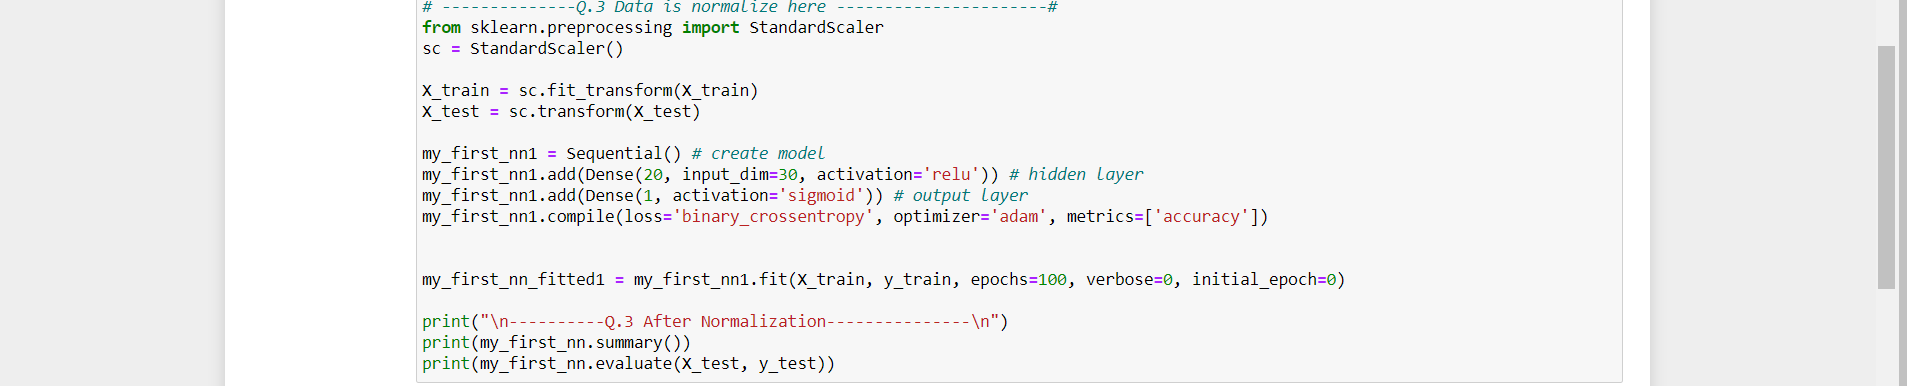 # --------------Q.3 Data is normalize here ----------------------#
from sklearn.preprocessing import StandardScaler
sc = StandardScaler()
X_train = sc.fit_transform(X_train)
X_test = sc.transform(X_test)
my_first_nn1 = Sequential() # create model
my_first_nn1.add(Dense(20, input_dim=30, activation='relu')) # hidden layer
my_first_nn1.add(Dense(1, activation='sigmoid')) # output layer
my_first_nn1.compile(loss='binary_crossentropy', optimizer='adam', metrics=['accuracy'])
my_first_nn_fitted1 = my_first_nn1.fit(X_train, y_train, epochs=100, verbose=0, initial_epoch=0)
print("\n----------Q.3 After Normalization---------------\n")
print(my_first_nn.summary())
print(my_first_nn.evaluate(X_test, y_test))